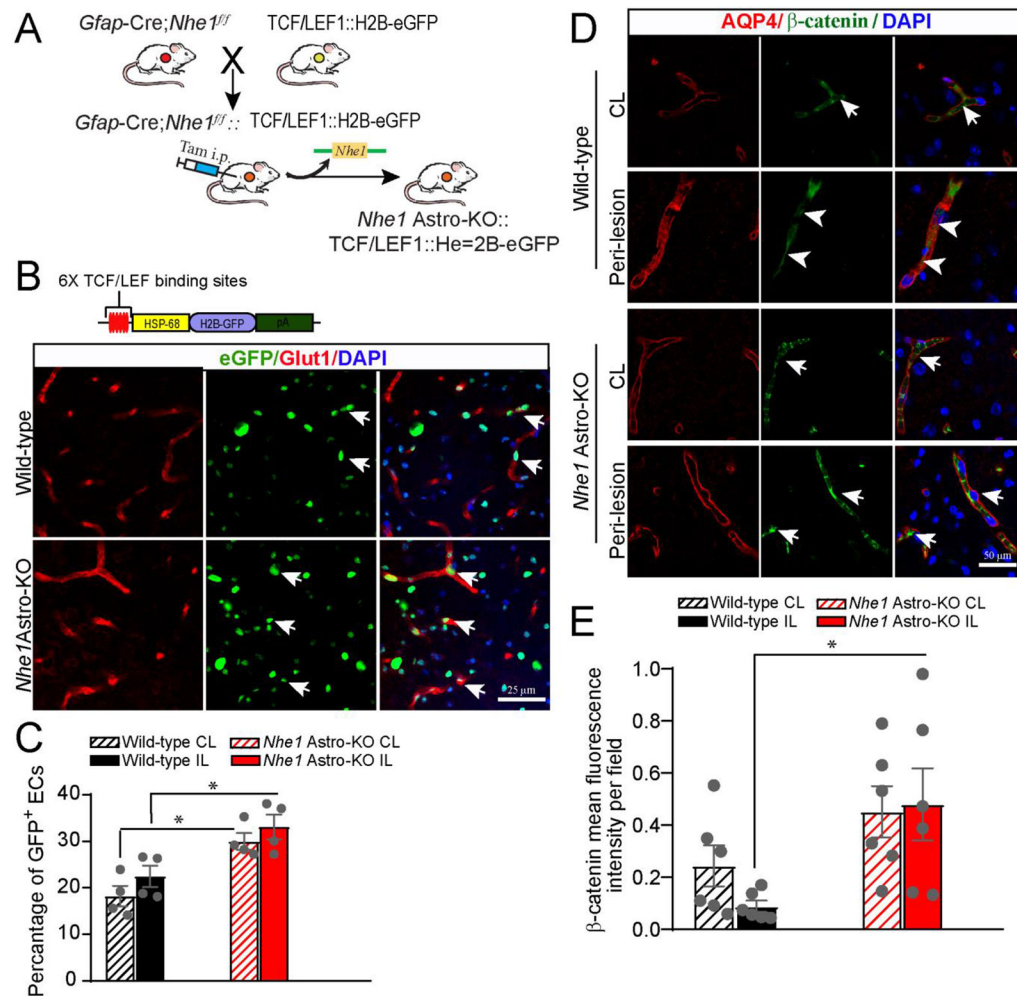 A
Gfap-Cre;Nhe1f/f
TCF/LEF1::H2B-eGFP
X
Gfap-Cre;Nhe1f/f::
TCF/LEF1::H2B-eGFP
Tam i.p.
Nhe1
Nhe1 Astro-KO::
TCF/LEF1::He=2B-eGFP
B
6X TCF/LEF binding sites
HSP-68
H2B-GFP
pA
eGFP/Glut1/DAPI
Wild-type
Nhe1Astro-KO
25 µm
C
Wild-type CL
Nhe1 Astro-KO CL
Wild-type IL
Nhe1 Astro-KO IL
Percantage of GFP+ ECs
40
30
20
10
0
*
*
D
AQP4/ β-catenin/ DAPI
Wild-type
CL
Peri-lesion
Nhe1 Astro-KO
CL
Peri-lesion
50 µm
E
Wild-type CL
Nhe1 Astro-KO CL
Wild-type IL
Nhe1 Astro-KO IL
β-catenin mean fluorescence
intensity per field
1.0
0.8
0.6
0.4
0.2
0.0
*